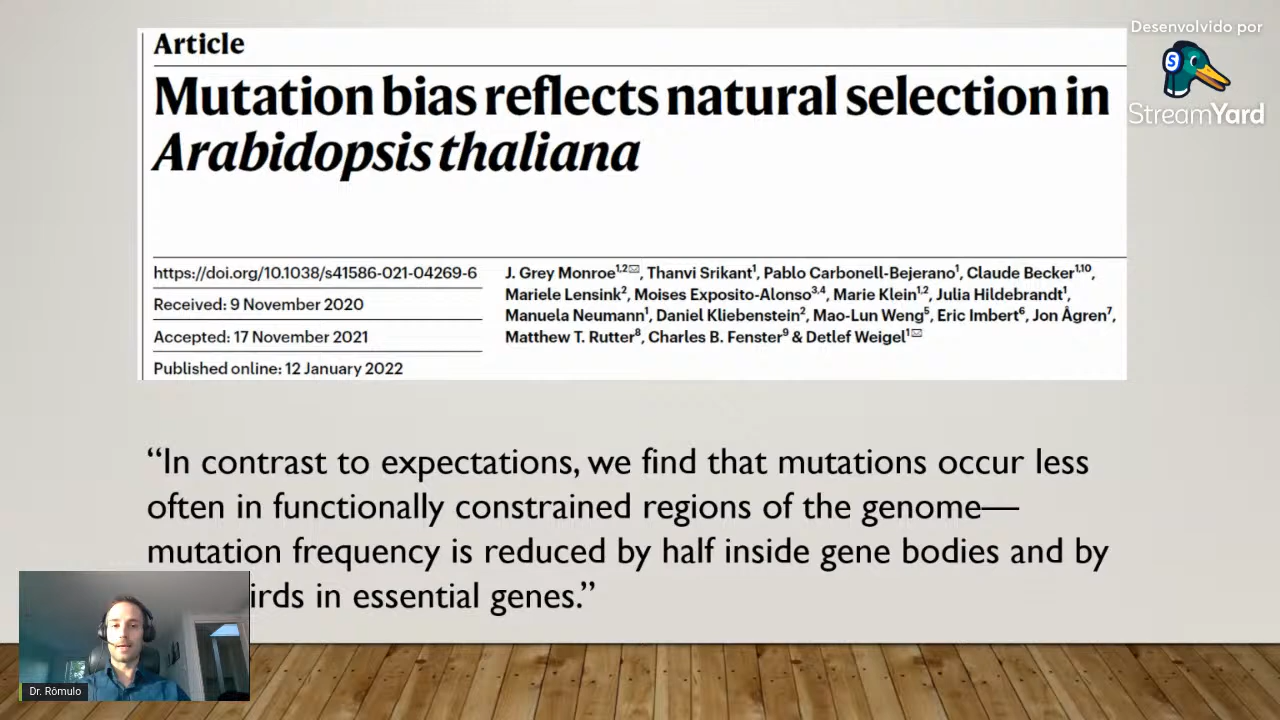 Desenvolvido por
StreamYard
Article
Mutation bias reflects natural selection in
Arabidopsis thaliana
https://doi.org/10.1038/s41586-021-04269-6
Received: 9 November 2020
Accepted: 17 November 2021
Published online: 12 January 2022
J. Grey Monroe1,2✉, Thanvi Srikant1, Pablo Carbonell-Bejerano1, Claude Becker1,10,
Mariele Lensink2, Moises Exposito-Alonso3,4, Marie Klein1,2, Julia Hildebrandt1,
Manuela Neumann1, Daniel Kliebenstein2, Mao-Lun Weng5, Eric Imbert6, Jon Ågren7,
Matthew T. Rutter8, Charles B. Fenster9 & Detlef Weigel1✉
“In contrast to expectations, we find that mutations occur less
often in functionally constrained regions of the genome—
mutation frequency is reduced by half inside gene bodies and by
irds in essential genes.”
Dr. Rômulo